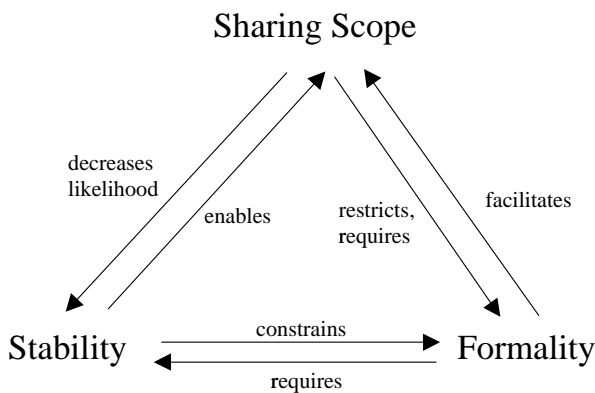 Sharing Scope
decreases
likelihood
enables
restricts,
requires
facilitates
Stability
constrains
Formality
requires